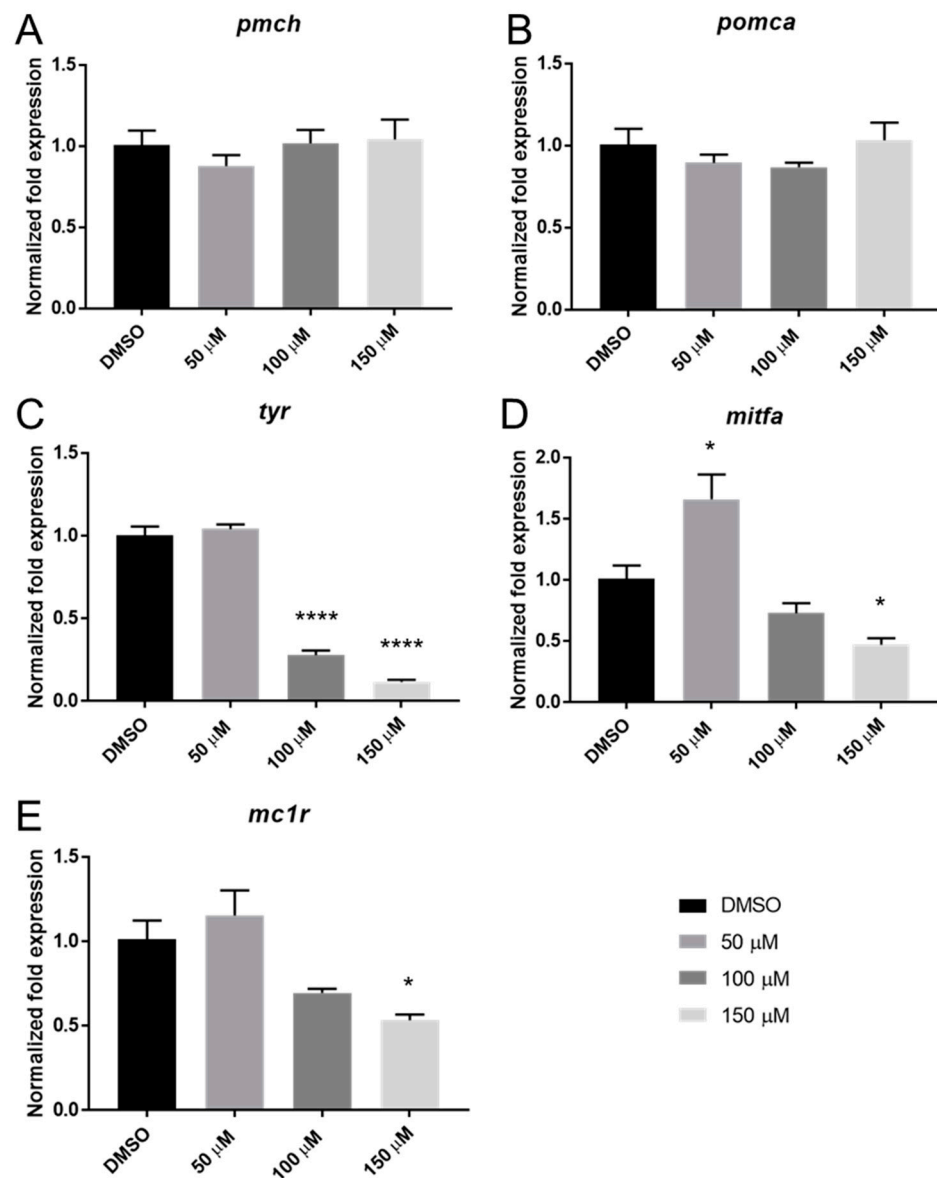 A
pmch
Normalized fold expression
1.5
1.0
0.5
0.0
DMSO
50 μM
100 μM
150 μM
B
pomca
Normalized fold expression
1.5
1.0
0.5
0.0
DMSO
50 μM
100 μM
150 μM
C
tyr
Normalized fold expression
1.5
1.0
0.5
0.0
****
****
DMSO
50 μM
100 μM
150 μM
D
mitfa
Normalized fold expression
2.0
1.5
1.0
0.5
0.0
*
*
DMSO
50 μM
100 μM
150 μM
E
mc1r
Normalized fold expression
1.5
1.0
0.5
0.0
*
DMSO
50 μM
100 μM
150 μM
DMSO
50 μM
100 μM
150 μM